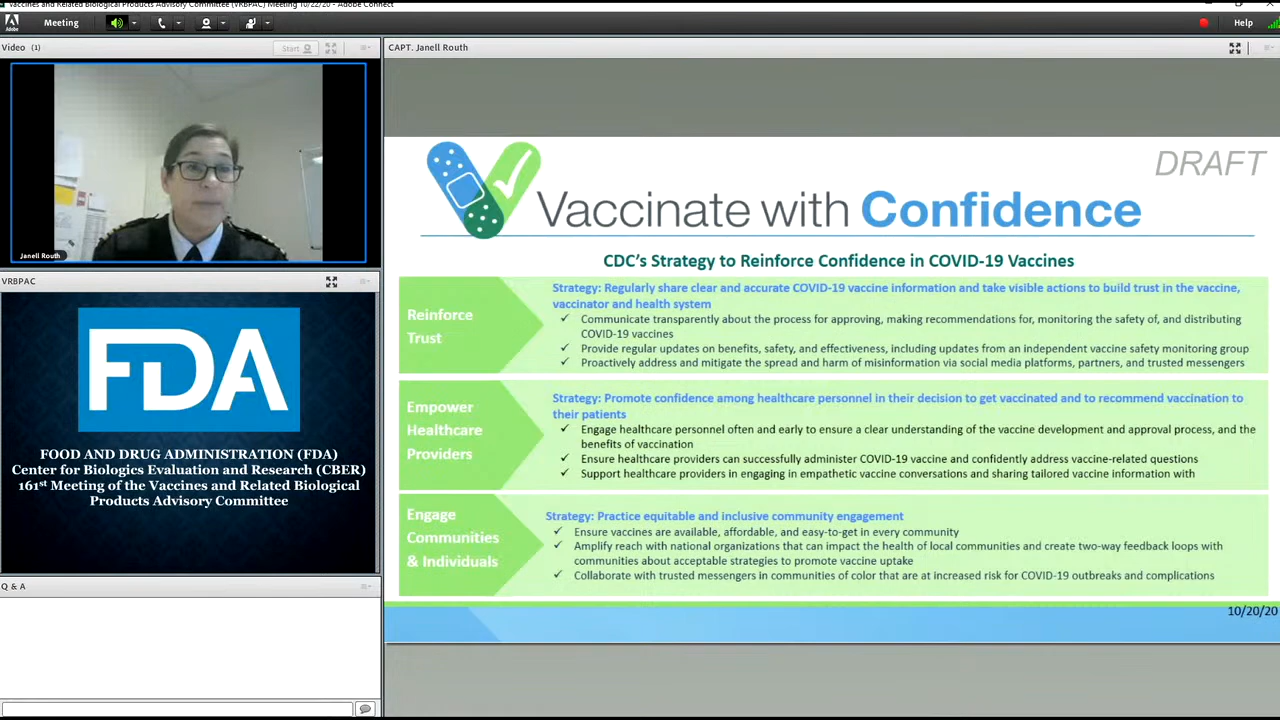 Vaccines and Related Biological Products Advisory Committee (VRBPAC) Meeting 10/22/20 - Adobe Connect
Adobe
Meeting
Help
Video (1)
Start
CAPT. Janell Routh
Janell Routh
VRBPAC
FDA
FOOD AND DRUG ADMINISTRATION (FDA)
Center for Biologics Evaluation and Research (CBER)
161st Meeting of the Vaccines and Related Biological
Products Advisory Committee
Q & A
DRAFT
Vaccinate with Confidence
CDC's Strategy to Reinforce Confidence in COVID-19 Vaccines
Reinforce
Trust
Strategy: Regularly share clear and accurate COVID-19 vaccine information and take visible actions to build trust in the vaccine,
vaccinator and health system
✓ Communicate transparently about the process for approving, making recommendations for, monitoring the safety of, and distributing
COVID-19 vaccines
✓ Provide regular updates on benefits, safety, and effectiveness, including updates from an independent vaccine safety monitoring group
✓ Proactively address and mitigate the spread and harm of misinformation via social media platforms, partners, and trusted messengers
Empower
Healthcare
Providers
Strategy: Promote confidence among healthcare personnel in their decision to get vaccinated and to recommend vaccination to
their patients
✓ Engage healthcare personnel often and early to ensure a clear understanding of the vaccine development and approval process, and the
benefits of vaccination
✓ Ensure healthcare providers can successfully administer COVID-19 vaccine and confidently address vaccine-related questions
✓ Support healthcare providers in engaging in empathetic vaccine conversations and sharing tailored vaccine information with
Engage
Communities
& Individuals
Strategy: Practice equitable and inclusive community engagement
✓ Ensure vaccines are available, affordable, and easy-to-get in every community
✓ Amplify reach with national organizations that can impact the health of local communities and create two-way feedback loops with
communities about acceptable strategies to promote vaccine uptake
✓ Collaborate with trusted messengers in communities of color that are at increased risk for COVID-19 outbreaks and complications
10/20/20